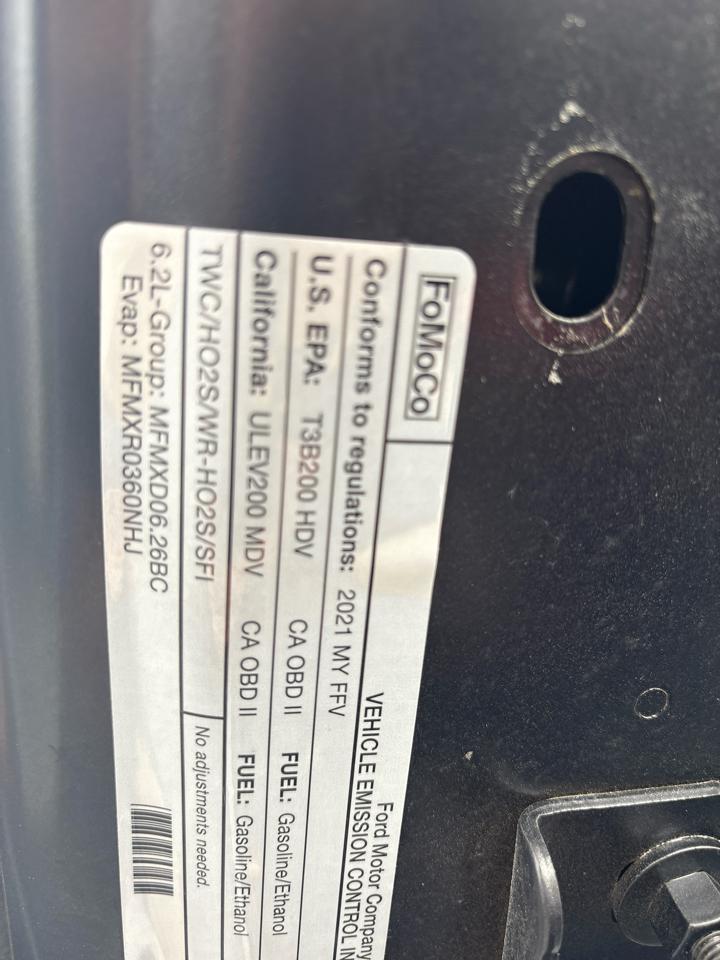 FoMoCo
Ford Motor Company
VEHICLE EMISSION CONTROL IN
Conforms to regulations: 2021 MY FFV
U.S. EPA: T3B200 HDV CA OBD II FUEL: Gasoline/Ethanol
California: ULEV200 MDV CA OBD II FUEL: Gasoline/Ethanol
TWC/HO2S/WR-HO2S/SFI No adjustments needed.
6.2L-Group: MFMXD06.26BC
Evap: MFMXR0360NHJ